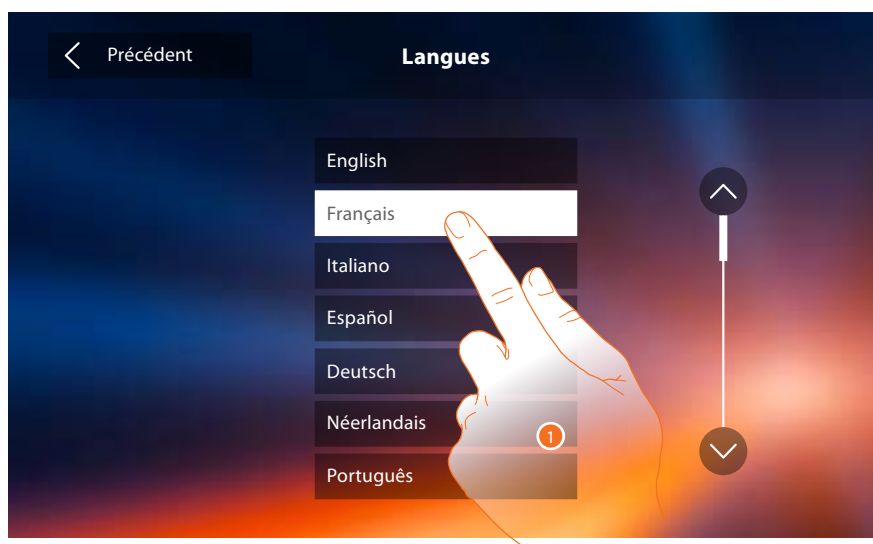 Précédent
Langues
English
Français
Italiano
Español
Deutsch
Néerlandais
1
Português